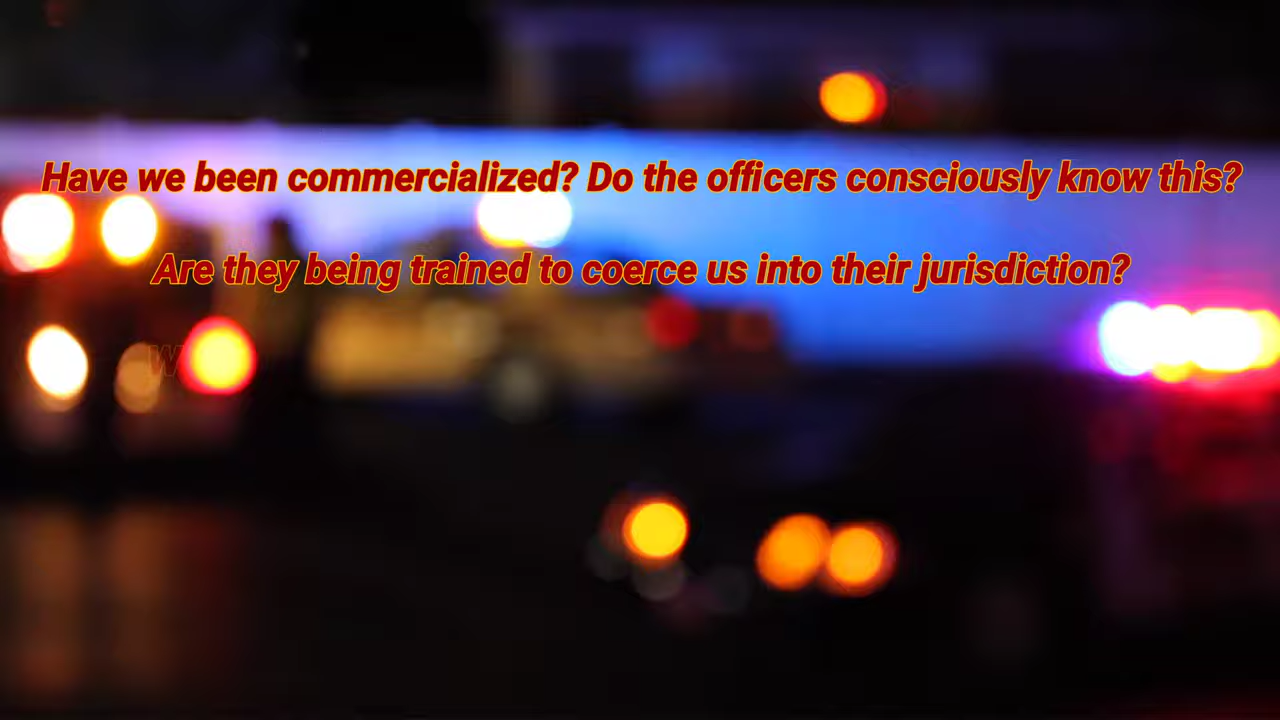 Have we been commercialized? Do the officers consciously know this?
Are they being trained to coerce us into their jurisdiction?